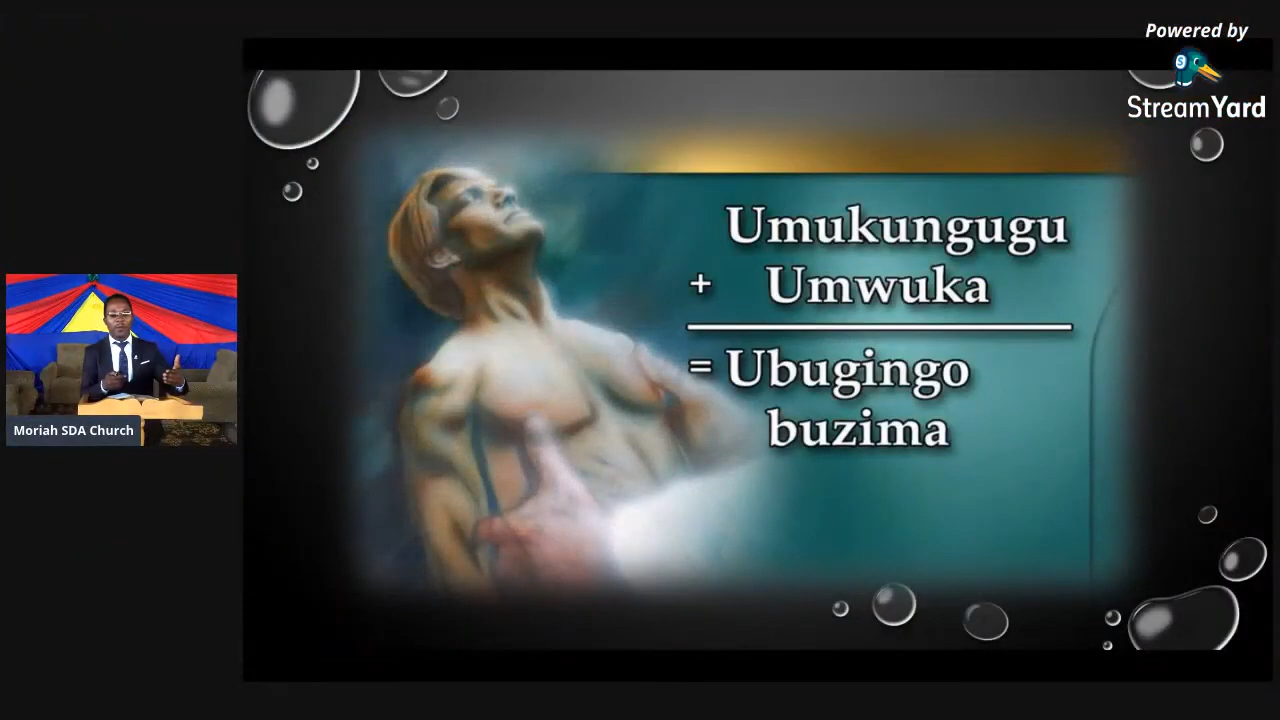 Powered by
StreamYard
Umukungugu
+ Umwuka
= Ubugingo
buzima
Moriah SDA Church